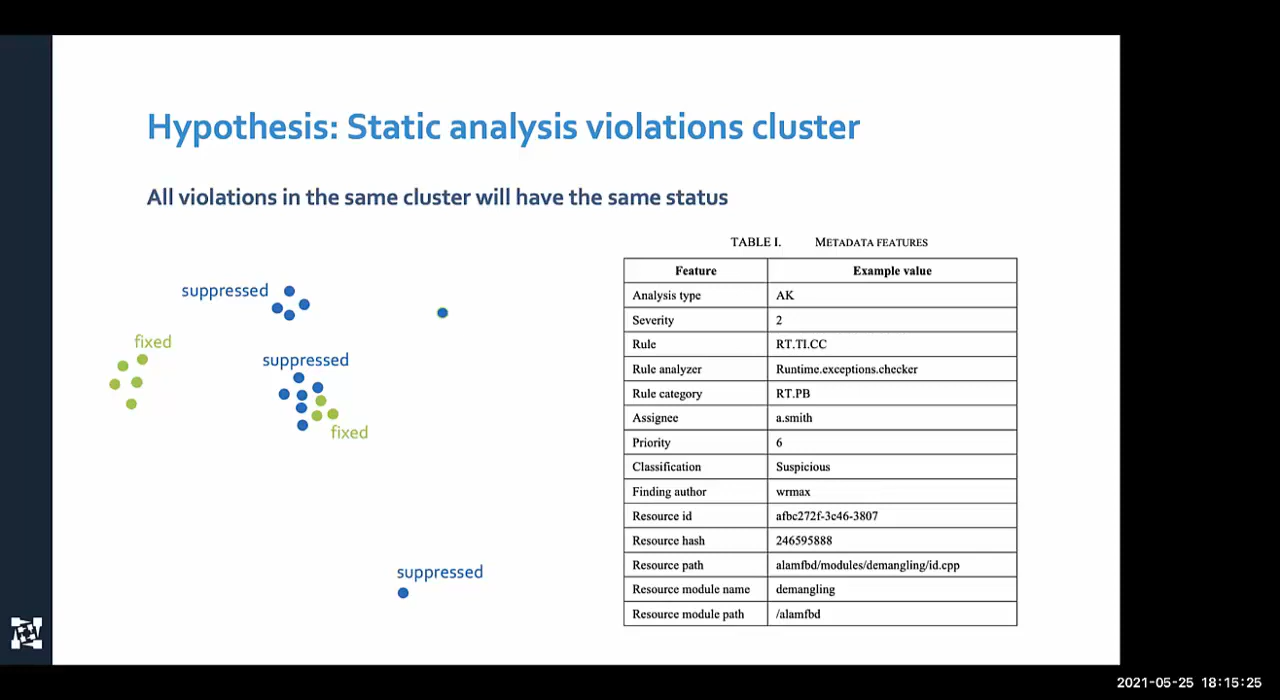 Hypothesis: Static analysis violations cluster
All violations in the same cluster will have the same status
suppressed
fixed
suppressed
fixed
suppressed
TABLE I. METADATA FEATURES
Feature Example value
Analysis type AK
Severity 2
Rule RT.TI.CC
Rule analyzer Runtime.exceptions.checker
Rule category RT.PB
Assignee a.smith
Priority 6
Classification Suspicious
Finding author wrmax
Resource id afbc272f-3c46-3807
Resource hash 246595888
Resource path alamfbd/modules/demangling/id.cpp
Resource module name demangling
Resource module path /alamfbd
2021-05-25 18:15:25